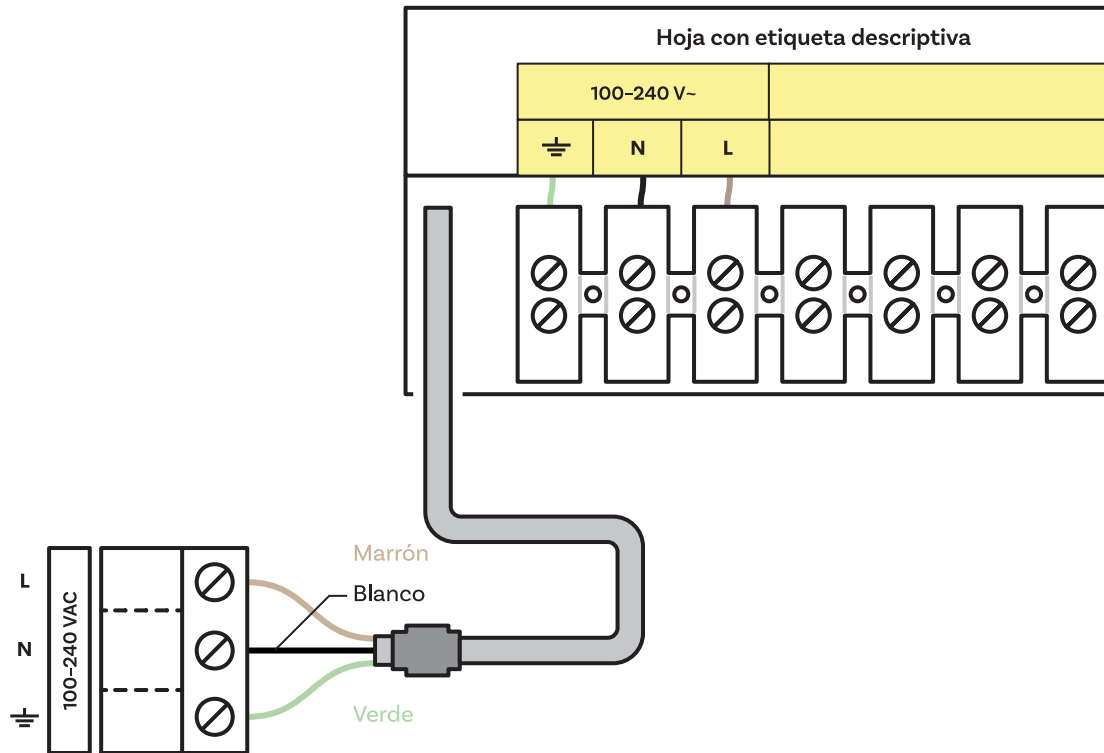 Hoja con etiqueta descriptiva
100–240 V~
N
L
Marrón
Blanco
L
N
100–240 VAC
Verde